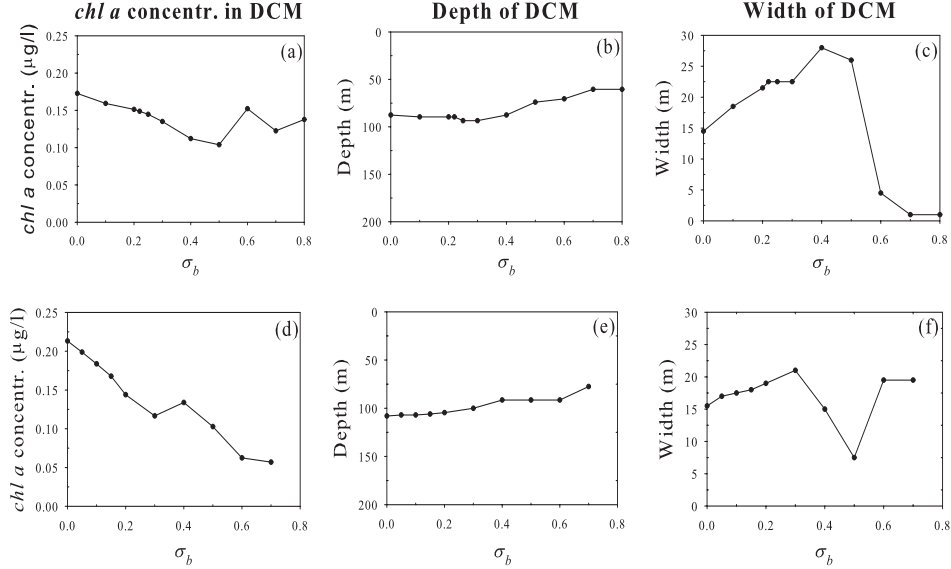 chl a concentr. in DCM
Depth of DCM
Width of DCM
chl a concentr. (μg/l)
0.25
0.20
0.15
0.10
0.05
0.00
(a)
0.0 0.2 0.4 0.6 0.8
σb
Depth (m)
0
50
100
150
200
(b)
0.0 0.2 0.4 0.6 0.8
σb
Width (m)
30
25
20
15
10
5
0
(c)
0.0 0.2 0.4 0.6 0.8
σb
chl a concentr. (μg/l)
0.25
0.20
0.15
0.10
0.05
0.00
(d)
0.0 0.2 0.4 0.6 0.8
σb
Depth (m)
0
50
100
150
200
(e)
0.0 0.2 0.4 0.6 0.8
σb
Width (m)
30
25
20
15
10
5
0
(f)
0.0 0.2 0.4 0.6 0.8
σb